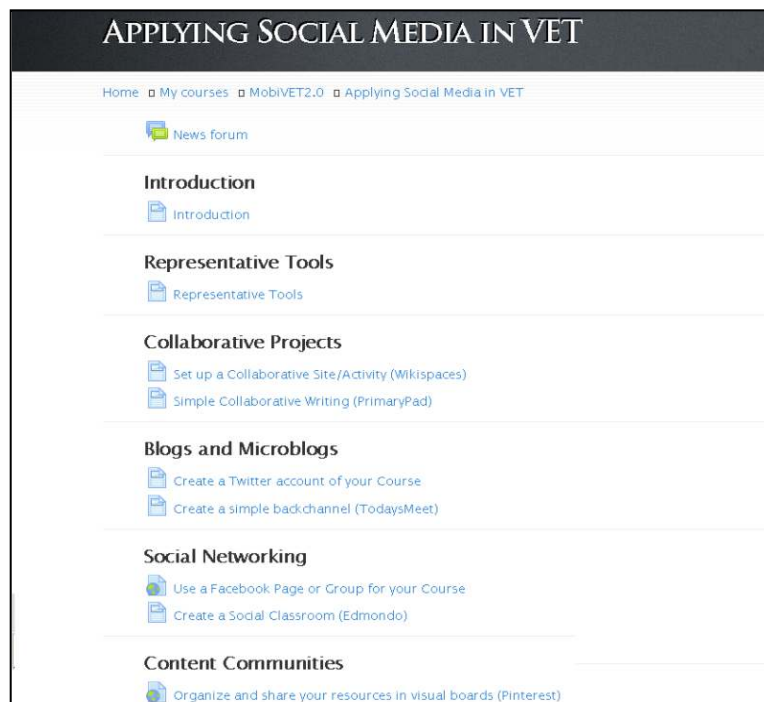 APPLYING SOCIAL MEDIA IN VET
Home My courses MobiVET2.0 Applying Social Media in VET
News forum
Introduction
Introduction
Representative Tools
Representative Tools
Collaborative Projects
Set up a Collaborative Site/Activity (Wikispaces)
Simple Collaborative Writing (PrimaryPad)
Blogs and Microblogs
Create a Twitter account of your Course
Create a simple backchannel (TodaysMeet)
Social Networking
Use a Facebook Page or Group for your Course
Create a Social Classroom (Edmondo)
Content Communities
Organize and share your resources in visual boards (Pinterest)